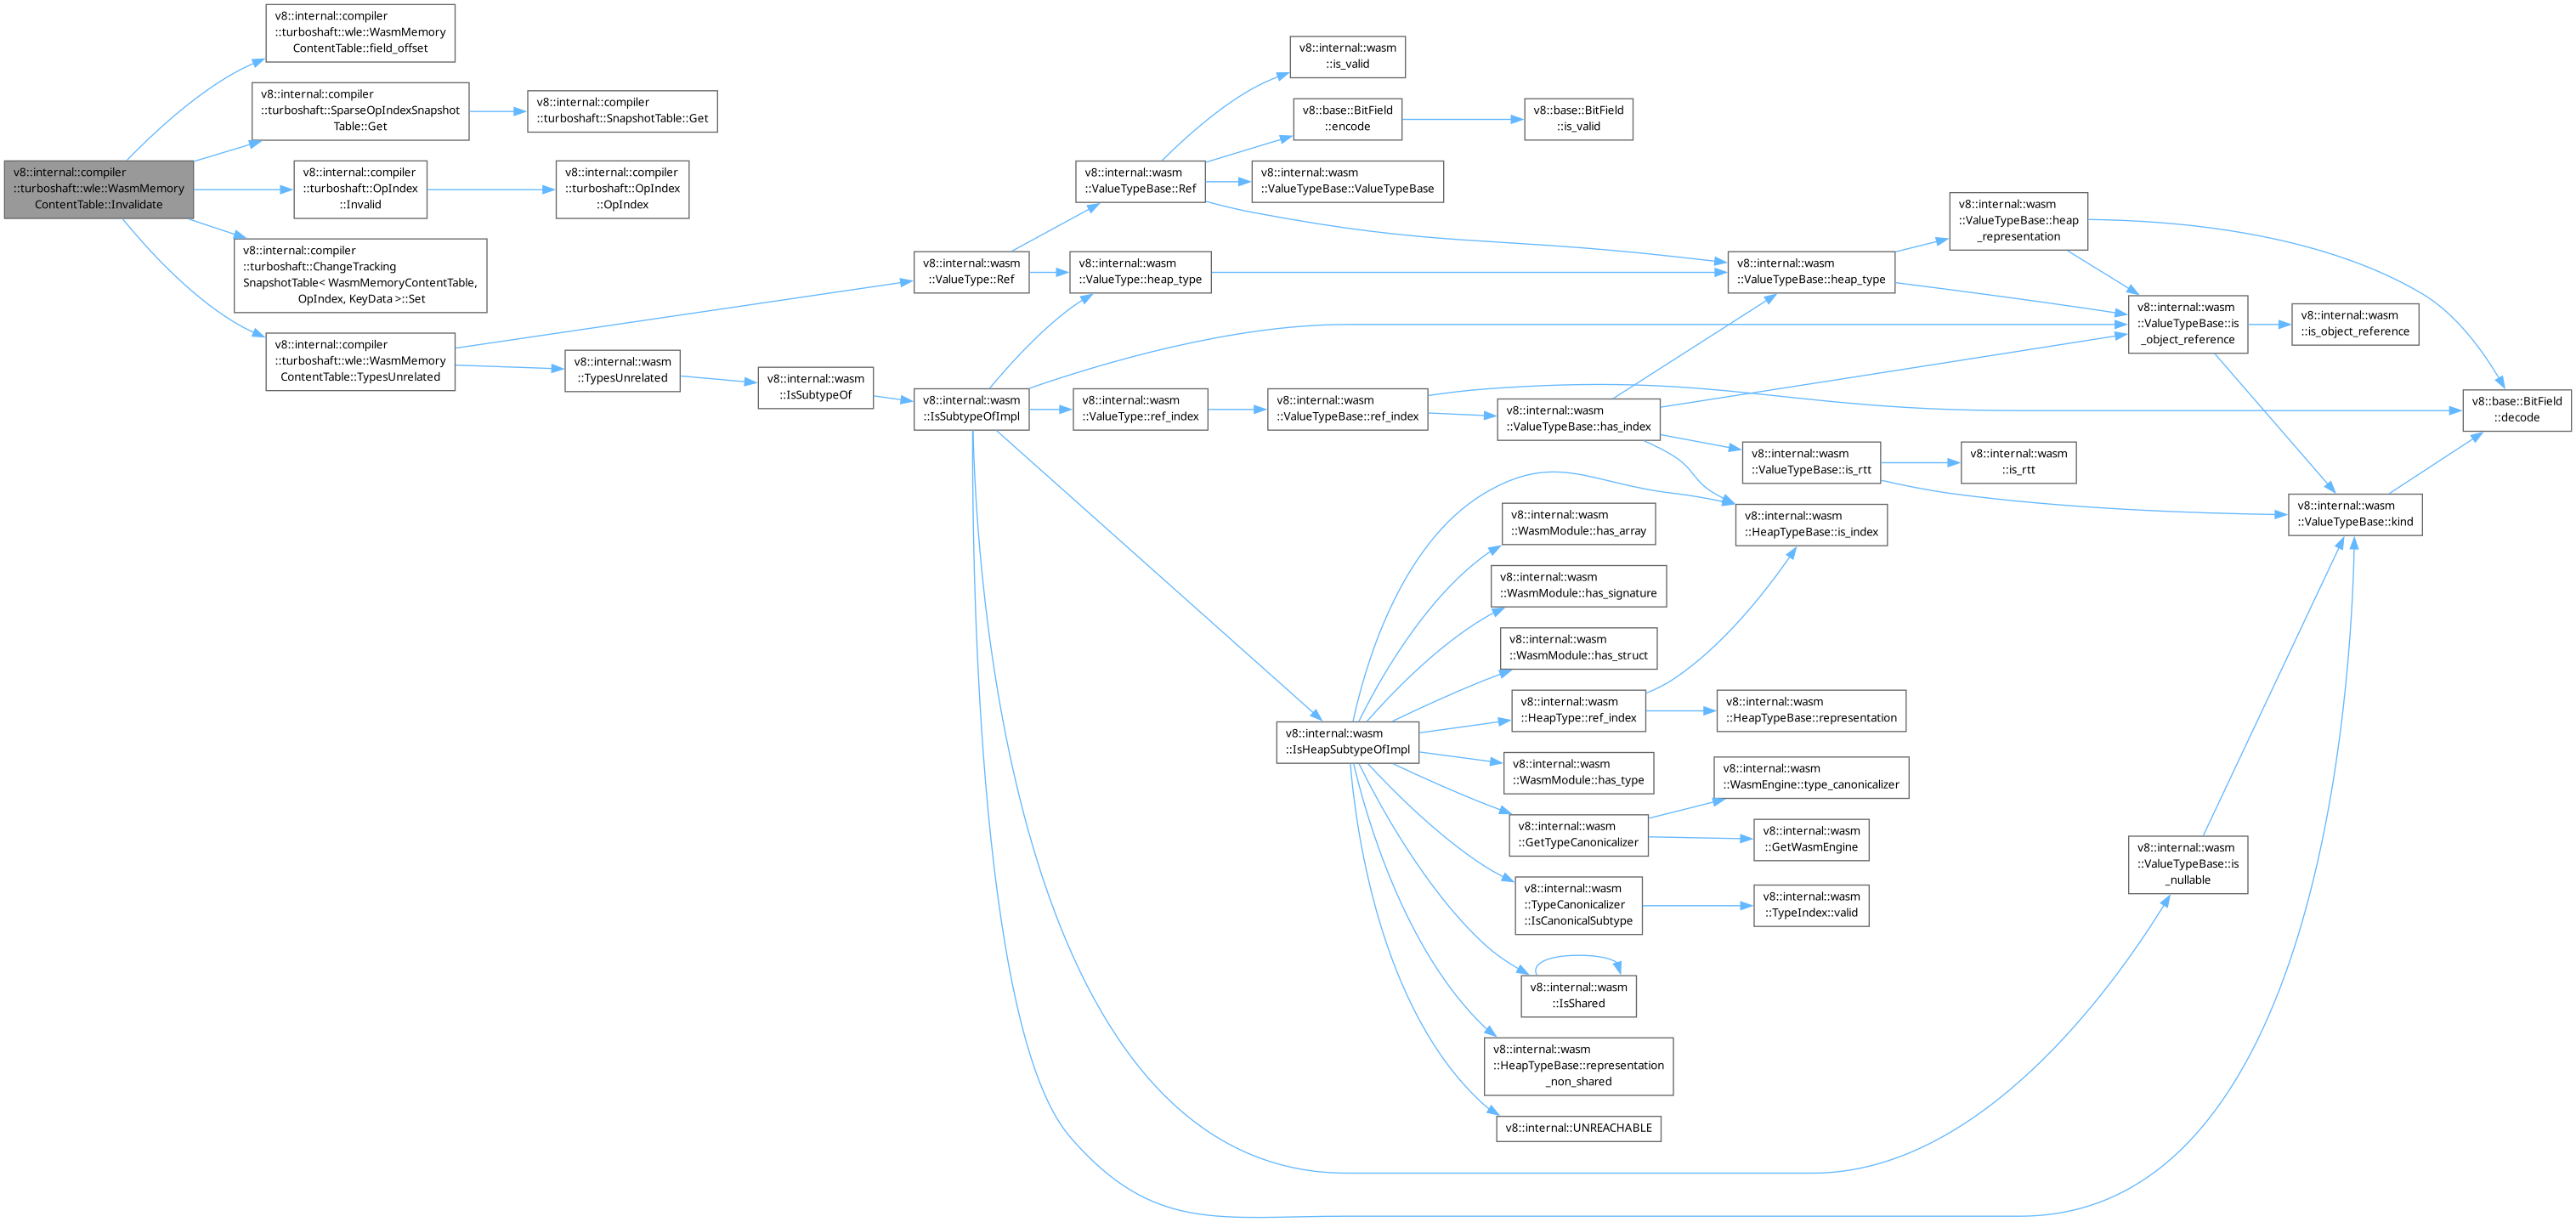 v8::internal::compiler
::turboshaft::wle::WasmMemory
ContentTable::Invalidate
v8::internal::compiler
::turboshaft::wle::WasmMemory
ContentTable::field_offset
v8::internal::compiler
::turboshaft::SparseOpIndexSnapshot
Table::Get
v8::internal::compiler
::turboshaft::SnapshotTable::Get
v8::internal::compiler
::turboshaft::OpIndex
::Invalid
v8::internal::compiler
::turboshaft::OpIndex
::OpIndex
v8::internal::compiler
::turboshaft::ChangeTracking
SnapshotTable< WasmMemoryContentTable,
OpIndex, KeyData >::Set
v8::internal::compiler
::turboshaft::wle::WasmMemory
ContentTable::TypesUnrelated
v8::internal::wasm
::TypesUnrelated
v8::internal::wasm
::IsSubtypeOf
v8::internal::wasm
::ValueType::Ref
v8::internal::wasm
::IsSubtypeOfImpl
v8::internal::wasm
::ValueTypeBase::Ref
v8::internal::wasm
::ValueType::heap_type
v8::internal::wasm
::ValueType::ref_index
v8::internal::wasm
::is_valid
v8::base::BitField
::encode
v8::base::BitField
::is_valid
v8::internal::wasm
::ValueTypeBase::ValueTypeBase
v8::internal::wasm
::ValueTypeBase::ref_index
v8::internal::wasm
::ValueTypeBase::has_index
v8::internal::wasm
::ValueTypeBase::heap_type
v8::internal::wasm
::ValueTypeBase::heap
_representation
v8::internal::wasm
::ValueTypeBase::is
_object_reference
v8::internal::wasm
::is_object_reference
v8::base::BitField
::decode
v8::internal::wasm
::ValueTypeBase::is_rtt
v8::internal::wasm
::is_rtt
v8::internal::wasm
::ValueTypeBase::kind
v8::internal::wasm
::HeapTypeBase::is_index
v8::internal::wasm
::IsHeapSubtypeOfImpl
v8::internal::wasm
::WasmModule::has_array
v8::internal::wasm
::WasmModule::has_signature
v8::internal::wasm
::WasmModule::has_struct
v8::internal::wasm
::HeapType::ref_index
v8::internal::wasm
::HeapTypeBase::representation
v8::internal::wasm
::WasmModule::has_type
v8::internal::wasm
::GetTypeCanonicalizer
v8::internal::wasm
::WasmEngine::type_canonicalizer
v8::internal::wasm
::GetWasmEngine
v8::internal::wasm
::TypeCanonicalizer
::IsCanonicalSubtype
v8::internal::wasm
::TypeIndex::valid
v8::internal::wasm
::IsShared
v8::internal::wasm
::HeapTypeBase::representation
_non_shared
v8::internal::UNREACHABLE
v8::internal::wasm
::ValueTypeBase::is
_nullable